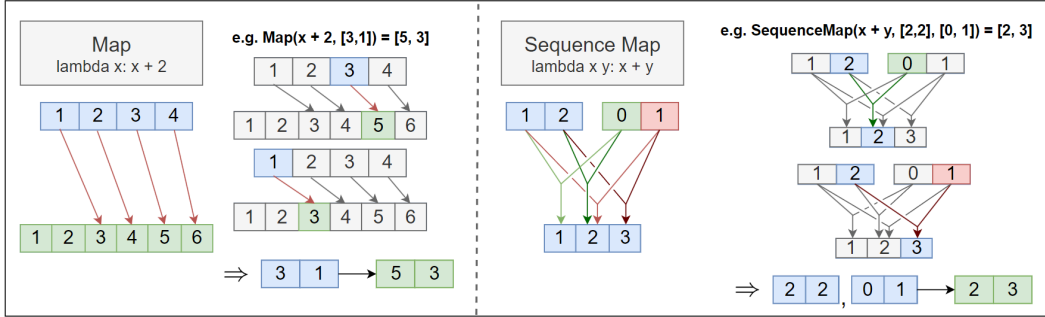 Map
lambda x: x + 2
1 2 3 4
1 2 3 4 5 6
e.g. Map(x + 2, [3,1]) = [5, 3]
1 2 3 4
1 2 3 4 5 6
1 2 3 4
1 2 3 4 5 6
⇒ 3 1 5 3
Sequence Map
lambda x y: x + y
1 2 0 1
1 2 3
e.g. SequenceMap(x + y, [2,2], [0, 1]) = [2, 3]
1 2 0 1
1 2 3
1 2 0 1
1 2 3
⇒ 2 2 , 0 1 2 3